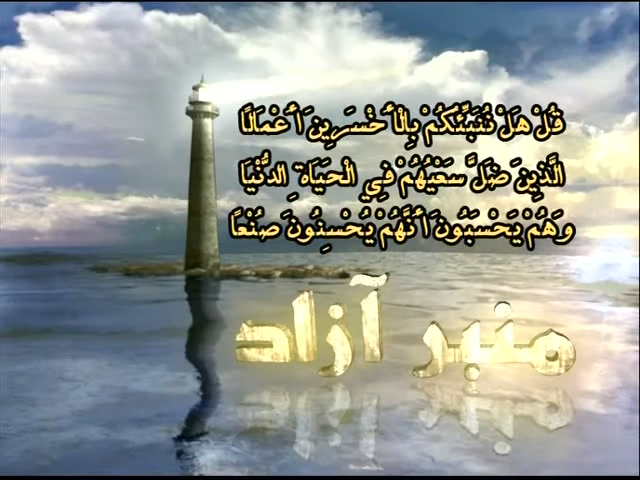 قُلْ هَلْ نُنَبِّئُكُمْ بِالْأَخْسَرِينَ أَعْمَالًا
الَّذِينَ ضَلَّ سَعْيُهُمْ فِي الْحَيَاةِ الدُّنْيَا
وَهُمْ يَحْسَبُونَ أَنَّهُمْ يُحْسِنُونَ صُنْعًا
منبر آزاد